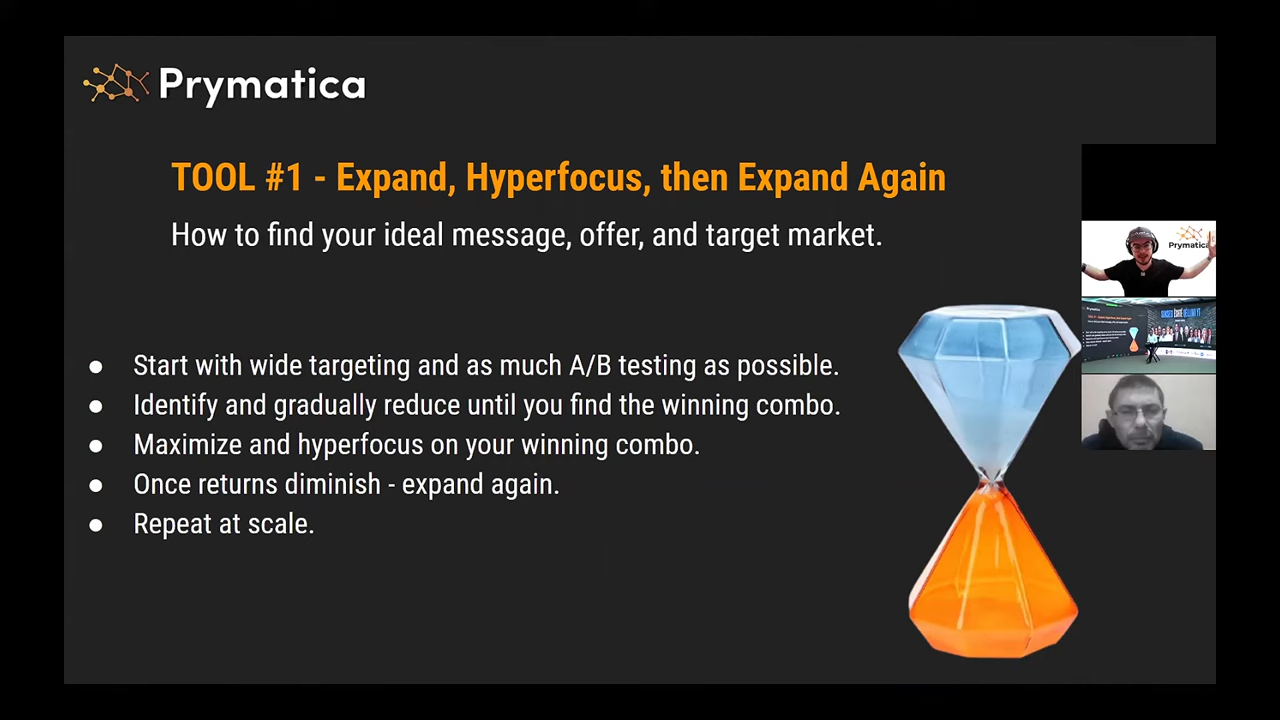 Prymatica
TOOL #1 - Expand, Hyperfocus, then Expand Again
How to find your ideal message, offer, and target market.
● Start with wide targeting and as much A/B testing as possible.
● Identify and gradually reduce until you find the winning combo.
● Maximize and hyperfocus on your winning combo.
● Once returns diminish - expand again.
● Repeat at scale.
Prymatica